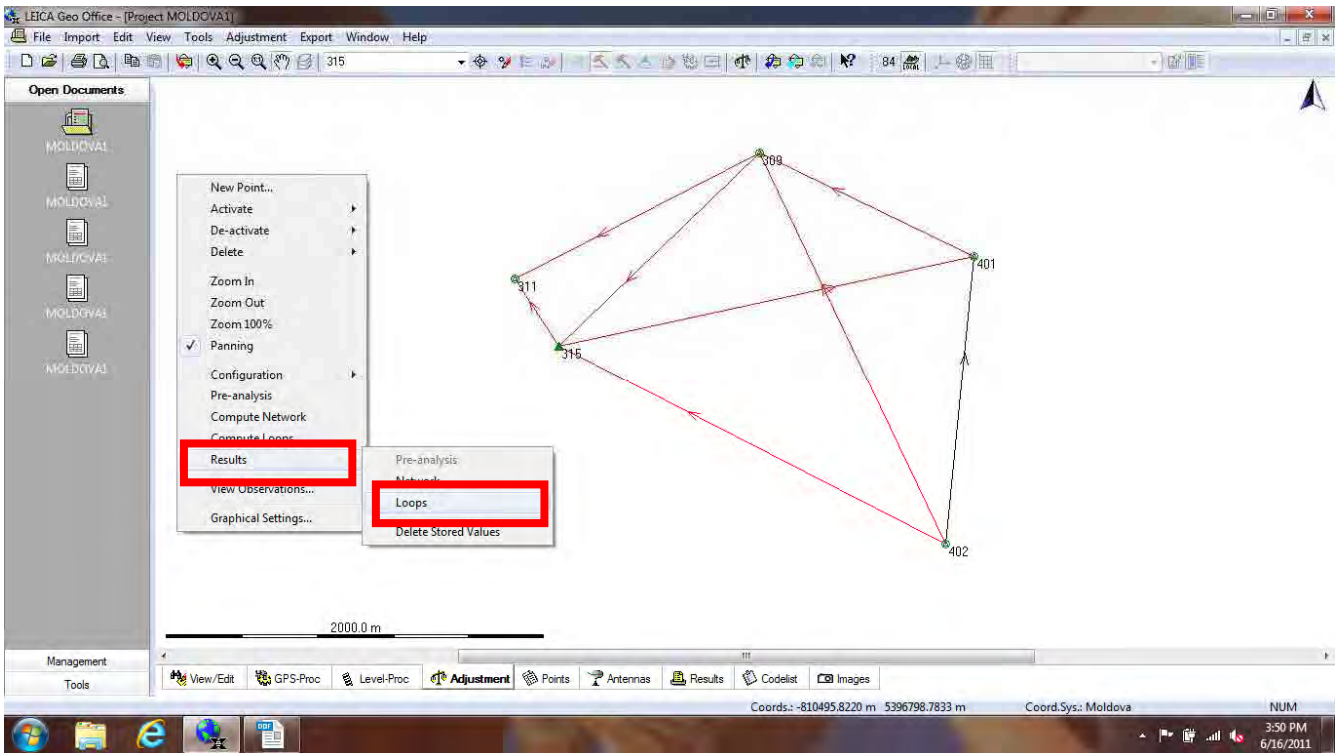 LEICA Geo Office - [Project MOLDOVA1]
File Import Edit View Tools Adjustment Export Window Help
315
84
LOCAL
Open Documents
MOLDOVA1
MOLDOVA1
MOLDOVA1
MOLDOVA1
MOLDOVA1
Management
Tools
New Point...
Activate
De-activate
Delete
Zoom In
Zoom Out
Zoom 100%
Panning
Configuration
Pre-analysis
Compute Network
Compute Loops
Results
View Observations...
Graphical Settings...
Pre-analysis
Network
Loops
Delete Stored Values
309
401
311
315
402
2000.0 m
View/Edit GPS-Proc Level-Proc Adjustment Points Antennas Results Codelist Images
Coords.: -810495.8220 m 5396798.7833 m Coord.Sys.: Moldova NUM
3:50 PM
6/16/2011